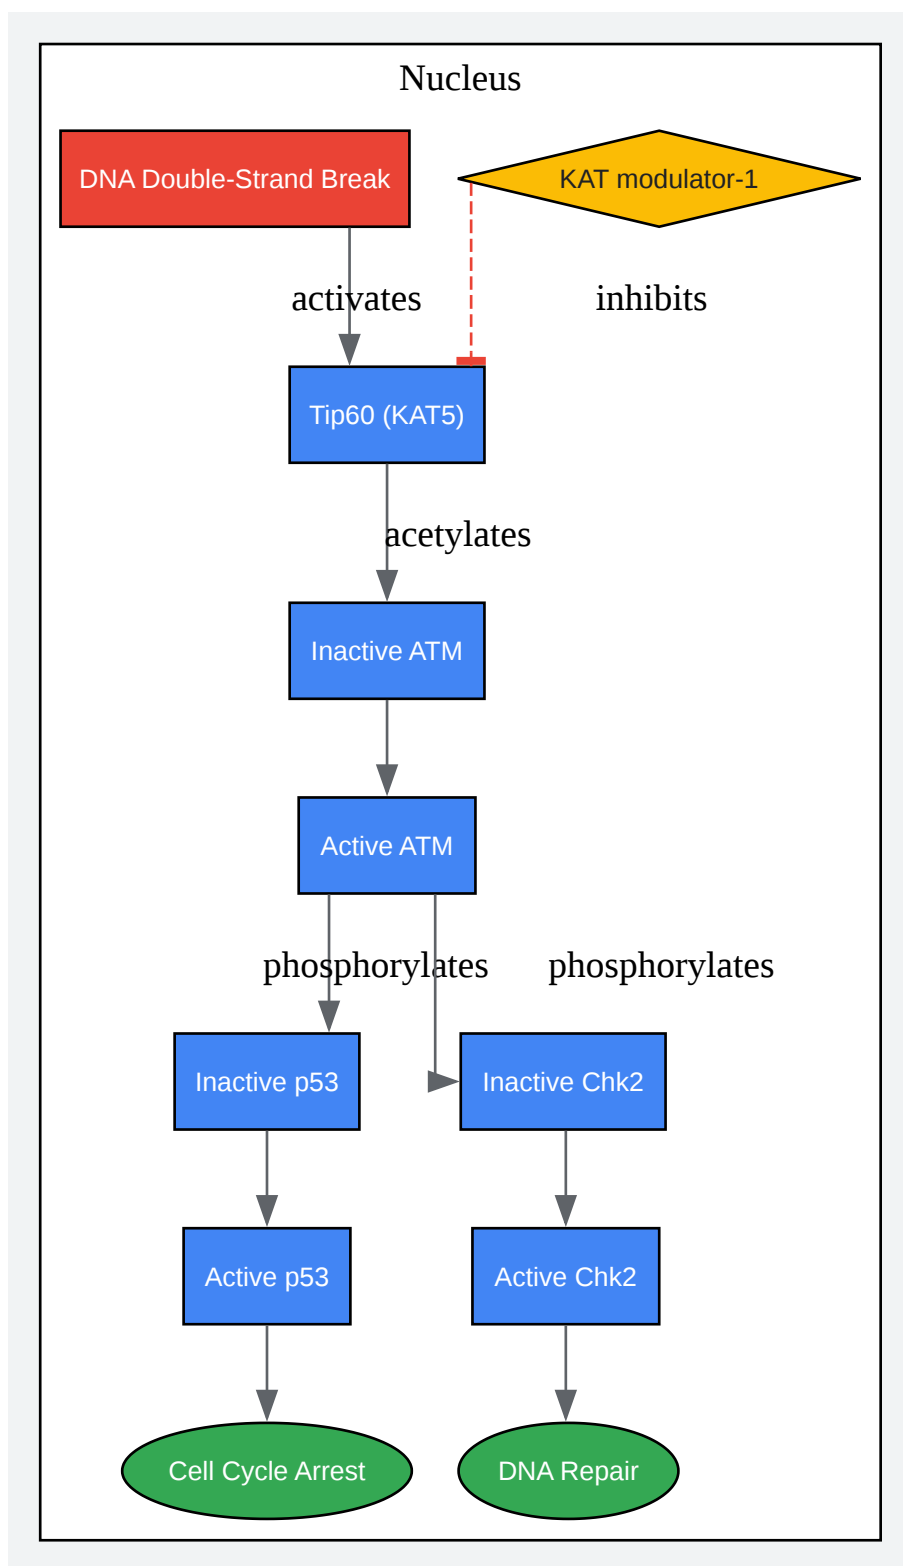 Nucleus
DNA Double-Strand Break
KAT modulator-1
activates
inhibits
Tip60 (KAT5)
acetylates
Inactive ATM
Active ATM
phosphorylates
phosphorylates
Inactive p53
Inactive Chk2
Active p53
Active Chk2
Cell Cycle Arrest
DNA Repair